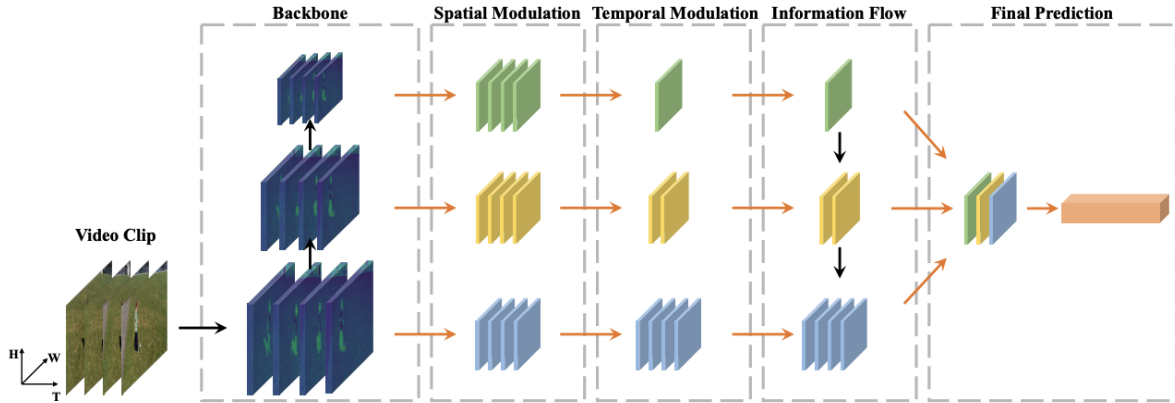 Backbone
Spatial Modulation
Temporal Modulation
Information Flow
Final Prediction
Video Clip
H
W
T